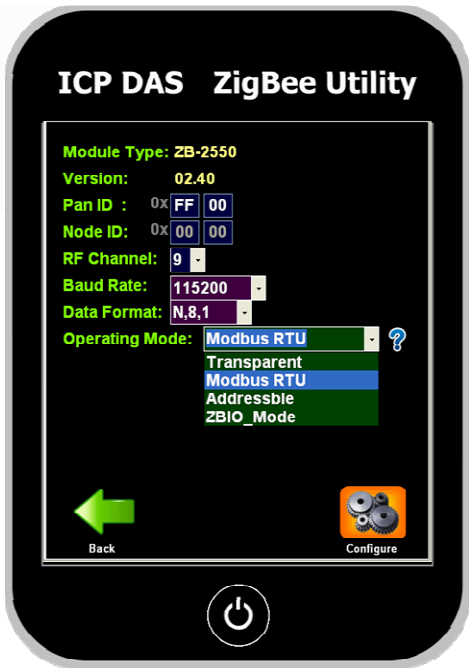 ICP DAS ZigBee Utility
Module Type: ZB-2550
Version: 02.40
Pan ID : 0x FF 00
Node ID: 0x 00 00
RF Channel: 9
Baud Rate: 115200
Data Format: N,8,1
Operating Mode: Modbus RTU ?
Transparent
Modbus RTU
Addressble
ZBIO_Mode
Back Configure